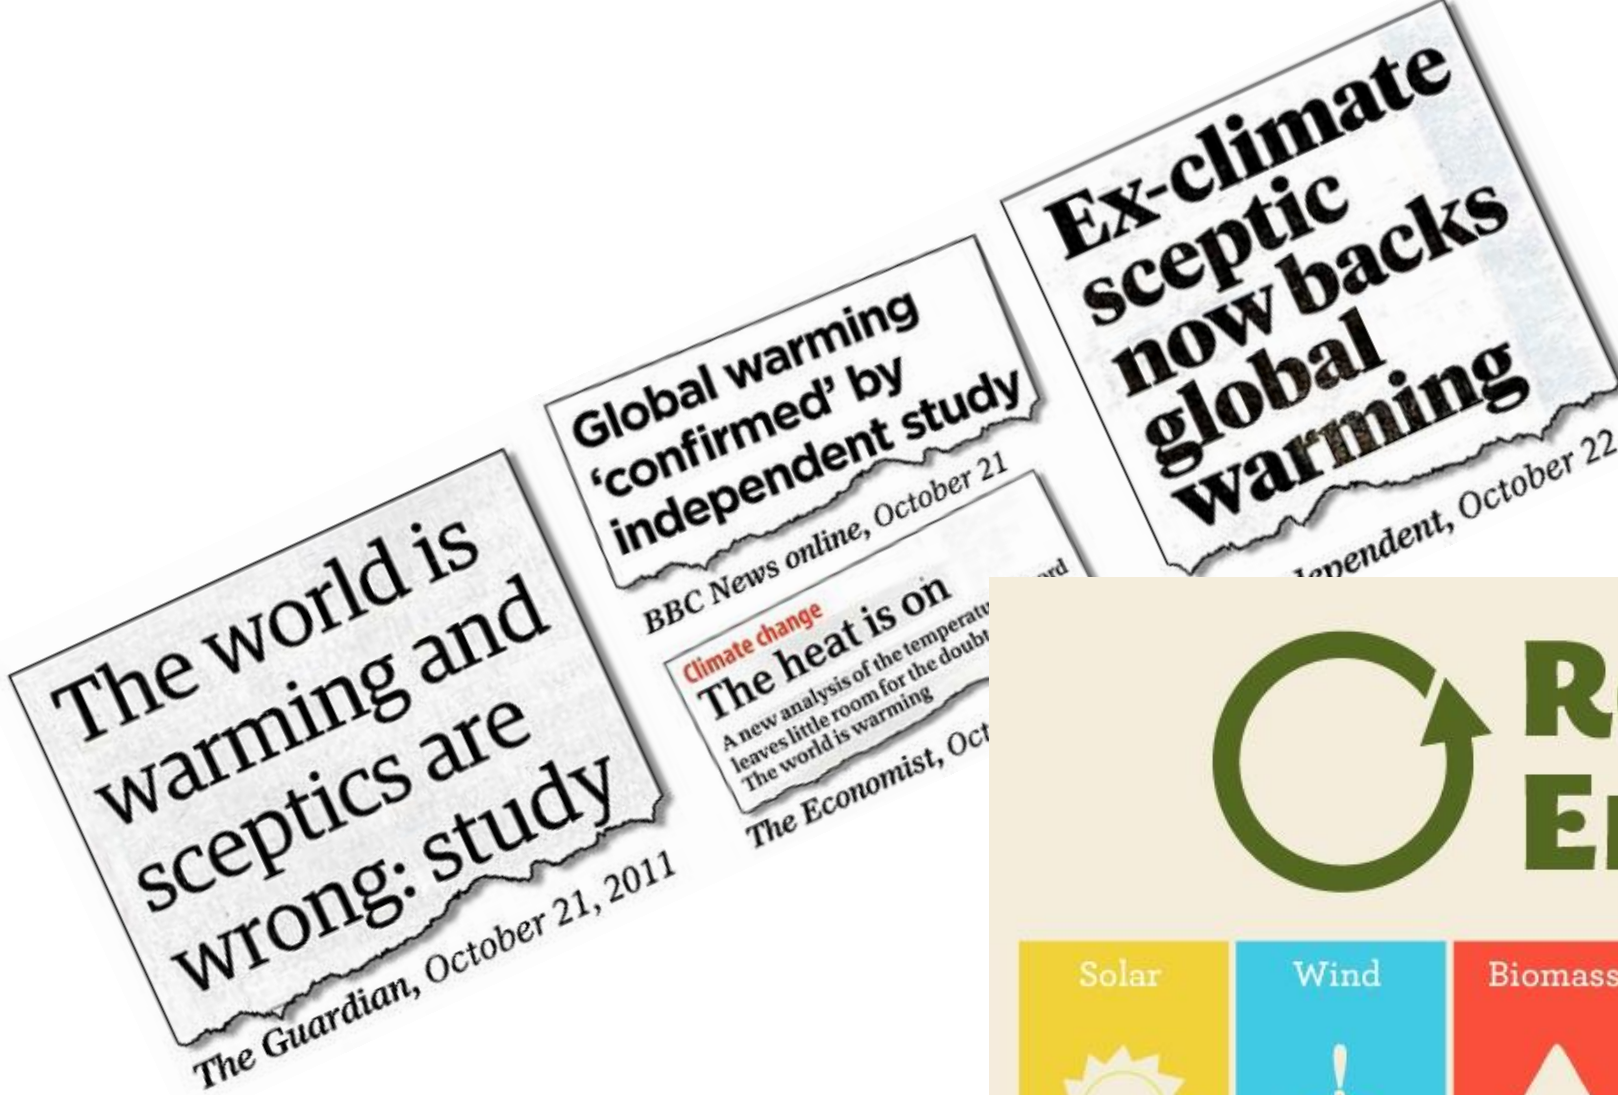 The world is
warming and
sceptics are
wrong: study
The Guardian, October 21, 2011
Global warming
‘confirmed’ by
independent study
BBC News online, October 21
Climate change
The heat is on
A new analysis of the
leaves little room for the
The world is warming
The Economist,
Ex-climate
sceptic
now backs
global
warming
October 22
Solar
Wind
Biomass